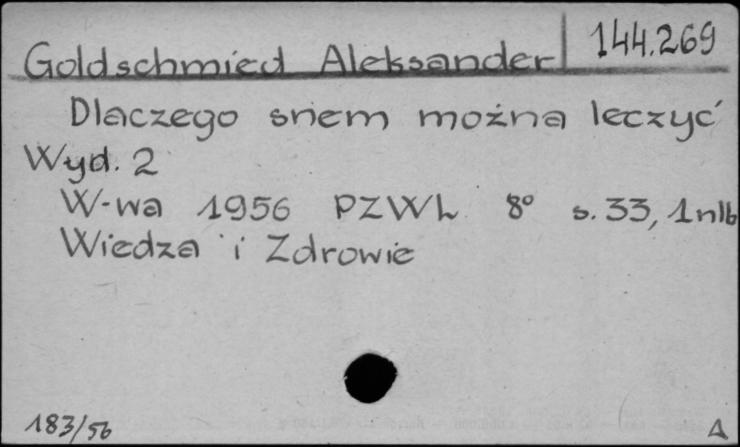 Goldschmied Aleksander 144.269
Dlaczego snem można leczyć
Wyd. 2
W-wa 1956 PZWL 8° s. 33, 1nlb
Wiedza i Zdrowie
183/56 A